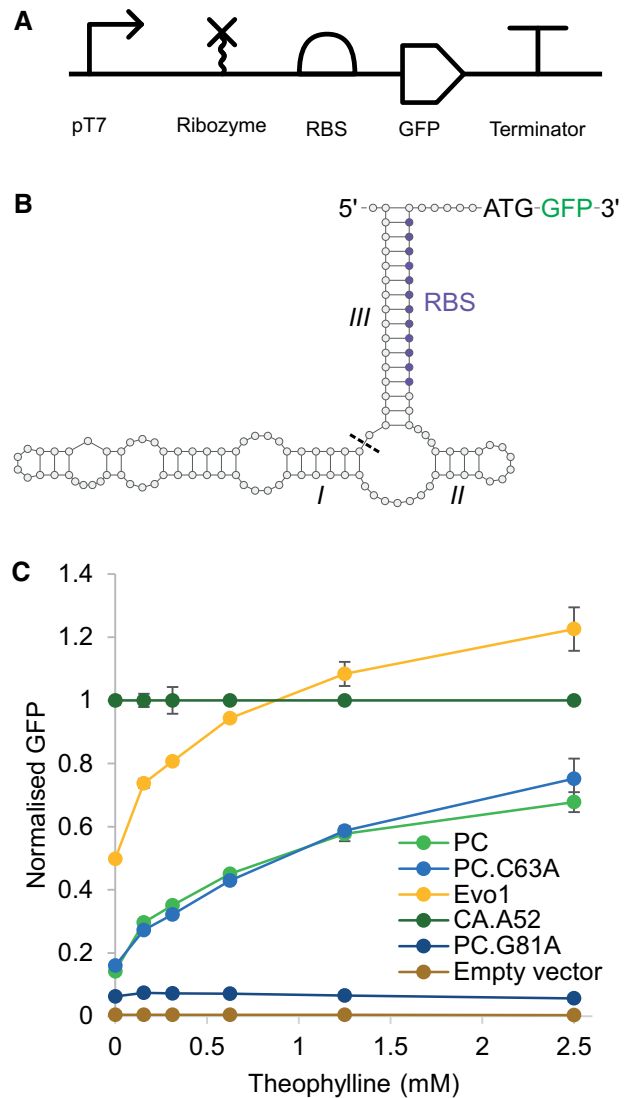 A
pT7 Ribozyme RBS GFP Terminator
B
5' ATG-GFP-3'
RBS
III
I II
C
1.4
1.2
1
0.8
0.6
0.4
0.2
0
Normalised GFP
PC
PC.C63A
Evo1
CA.A52
PC.G81A
Empty vector
0 0.5 1 1.5 2 2.5
Theophylline (mM)